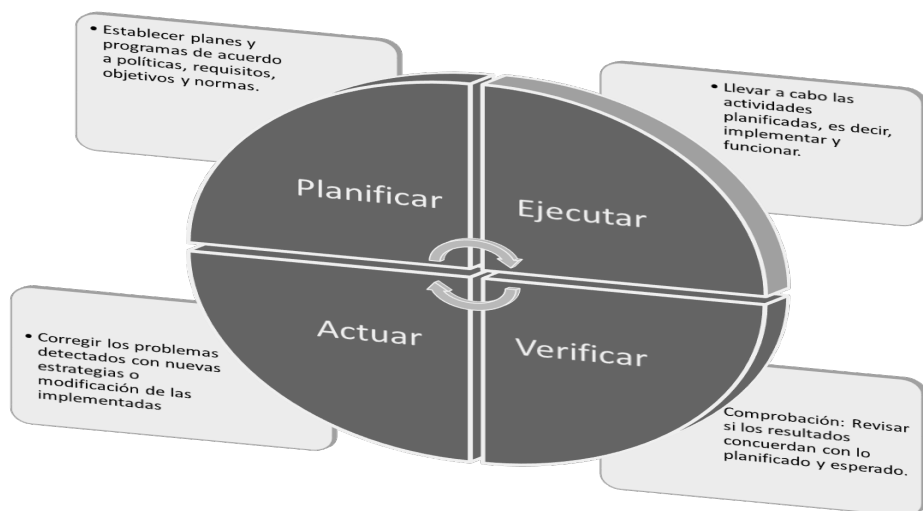 • Establecer planes y
programas de acuerdo
a políticas, requisitos,
objetivos y normas.
• Llevar a cabo las
actividades
planificadas, es decir,
implementar y
funcionar.
Planificar
Ejecutar
Actuar
Verificar
• Corregir los problemas
detectados con nuevas
estrategias o
modificación de las
implementadas
Comprobación: Revisar
si los resultados
concuerdan con lo
planificado y esperado.